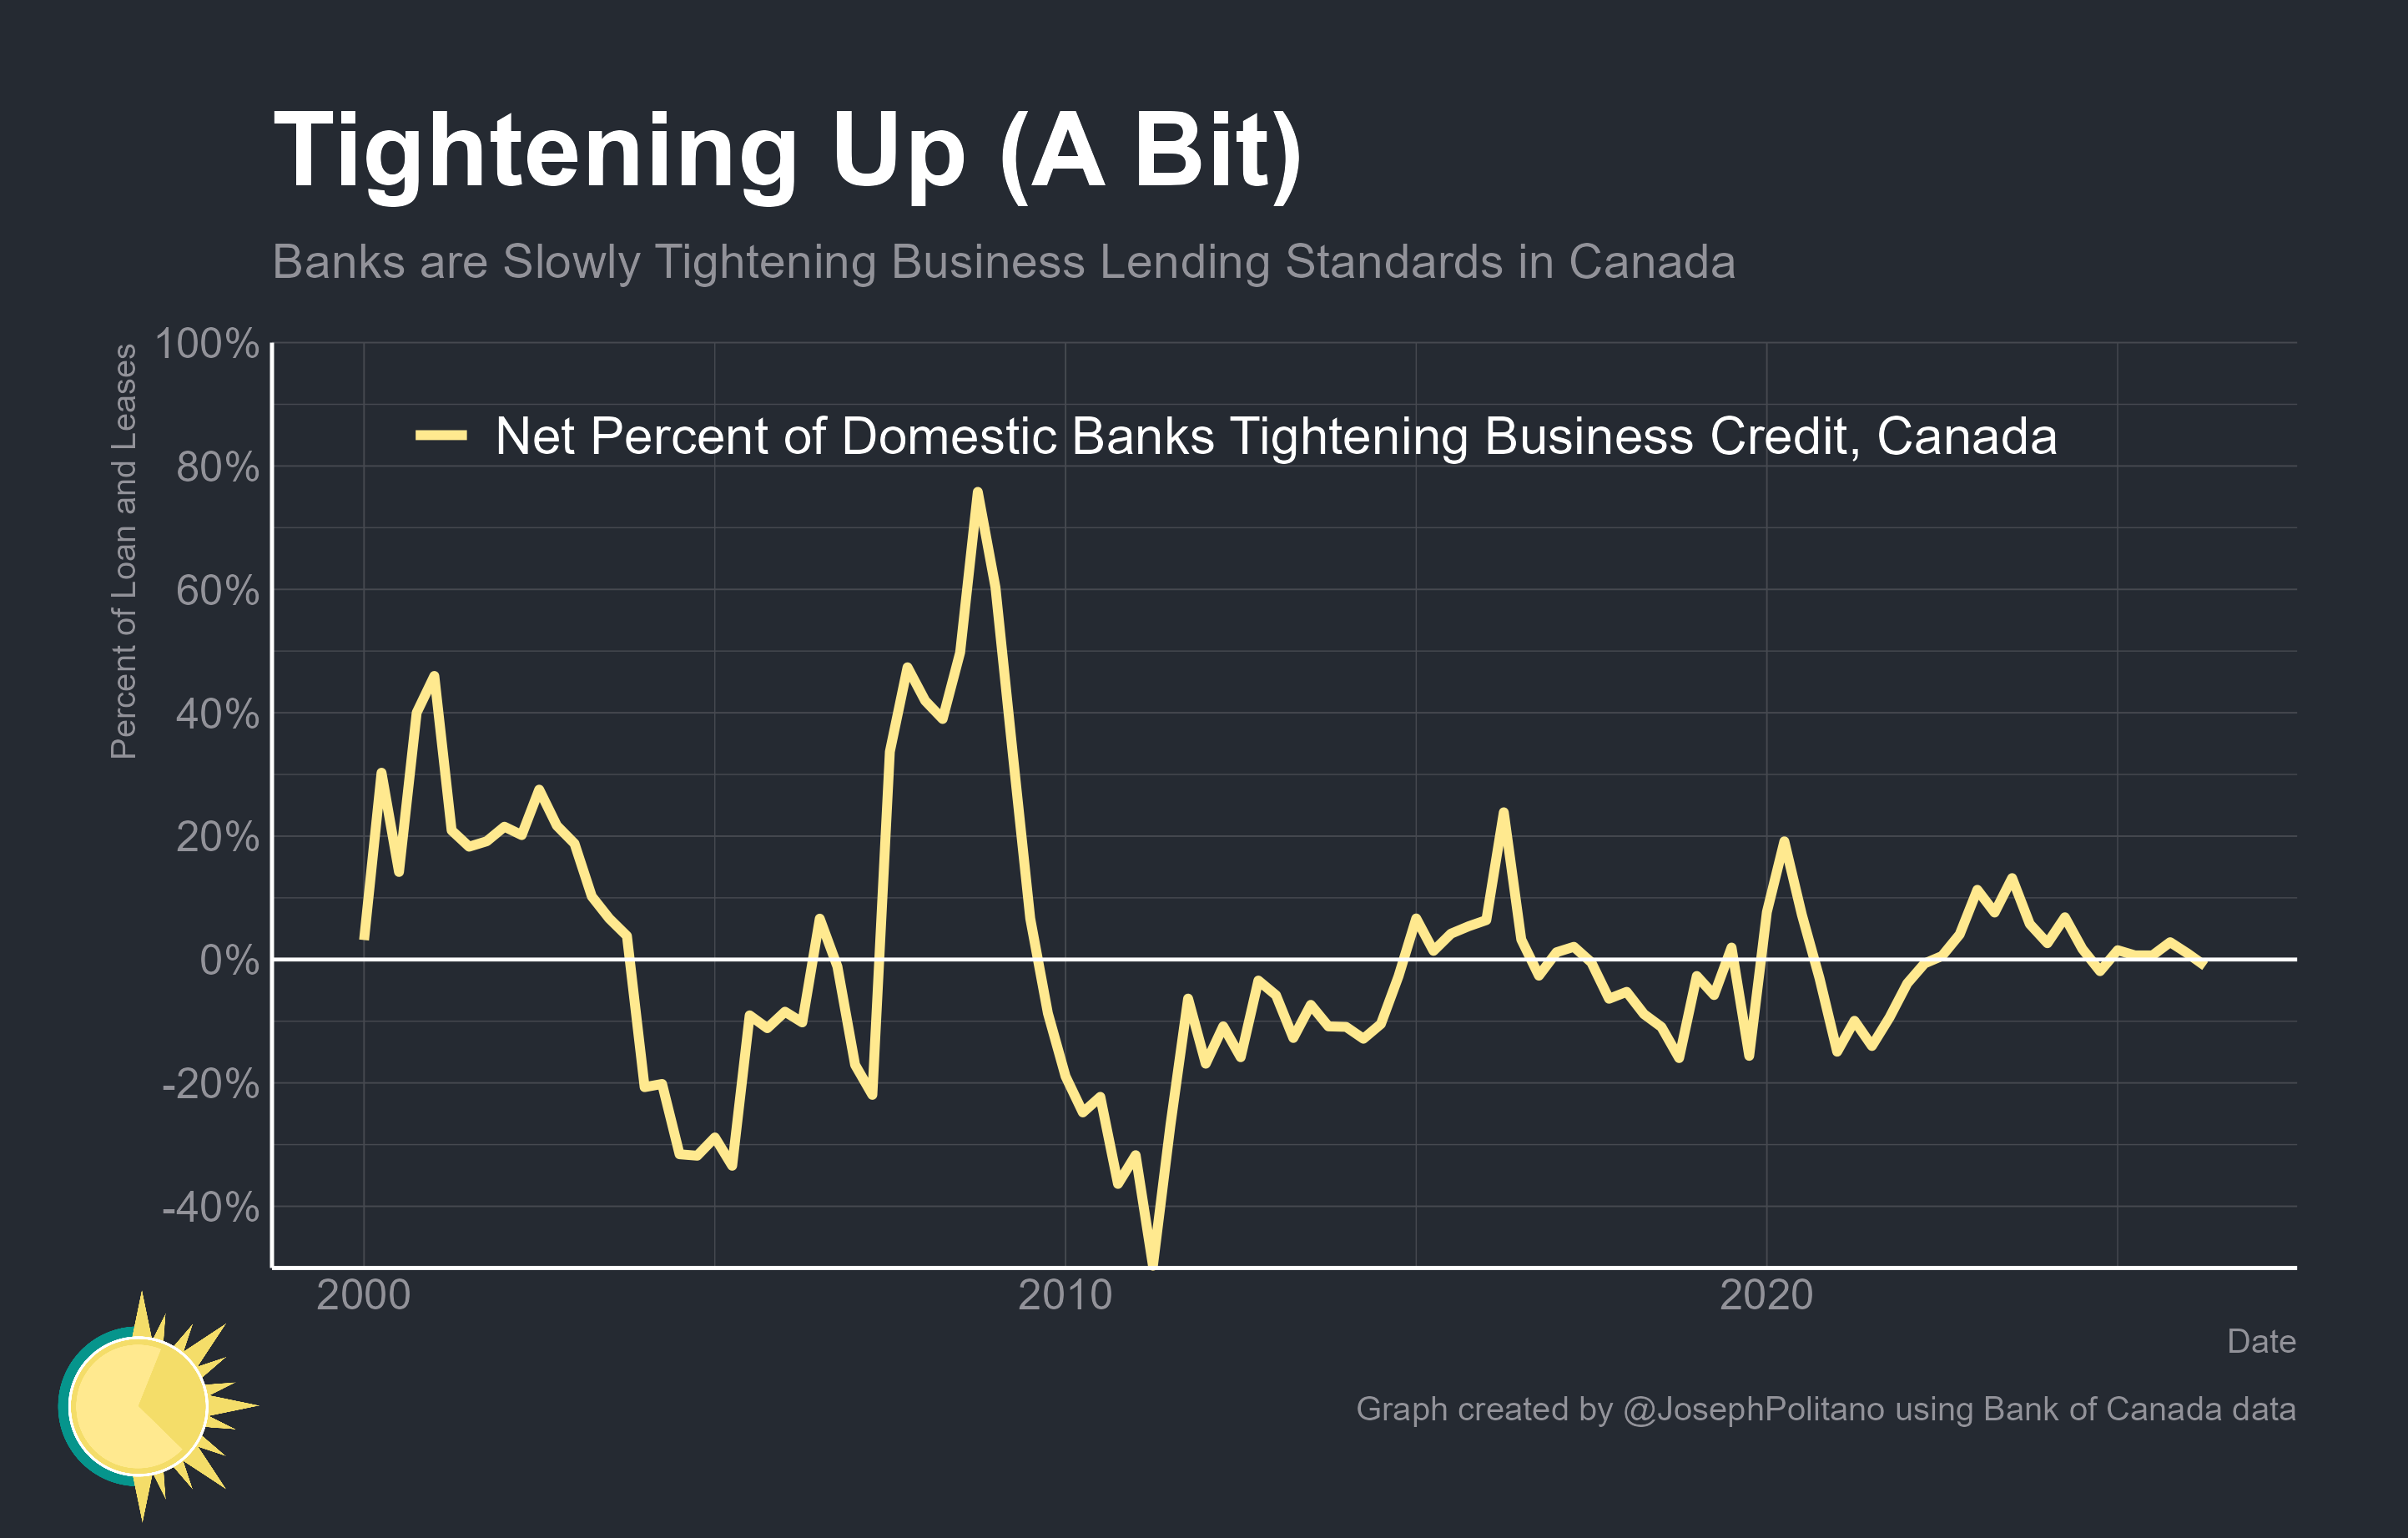 Tightening Up (A Bit)
Banks are Slowly Tightening Business Lending Standards in Canada
Percent of Loan and Leases
100%
80%
60%
40%
20%
0%
-20%
-40%
Net Percent of Domestic Banks Tightening Business Credit, Canada
2000
2010
2020
Date
Graph created by @JosephPolitano using Bank of Canada data